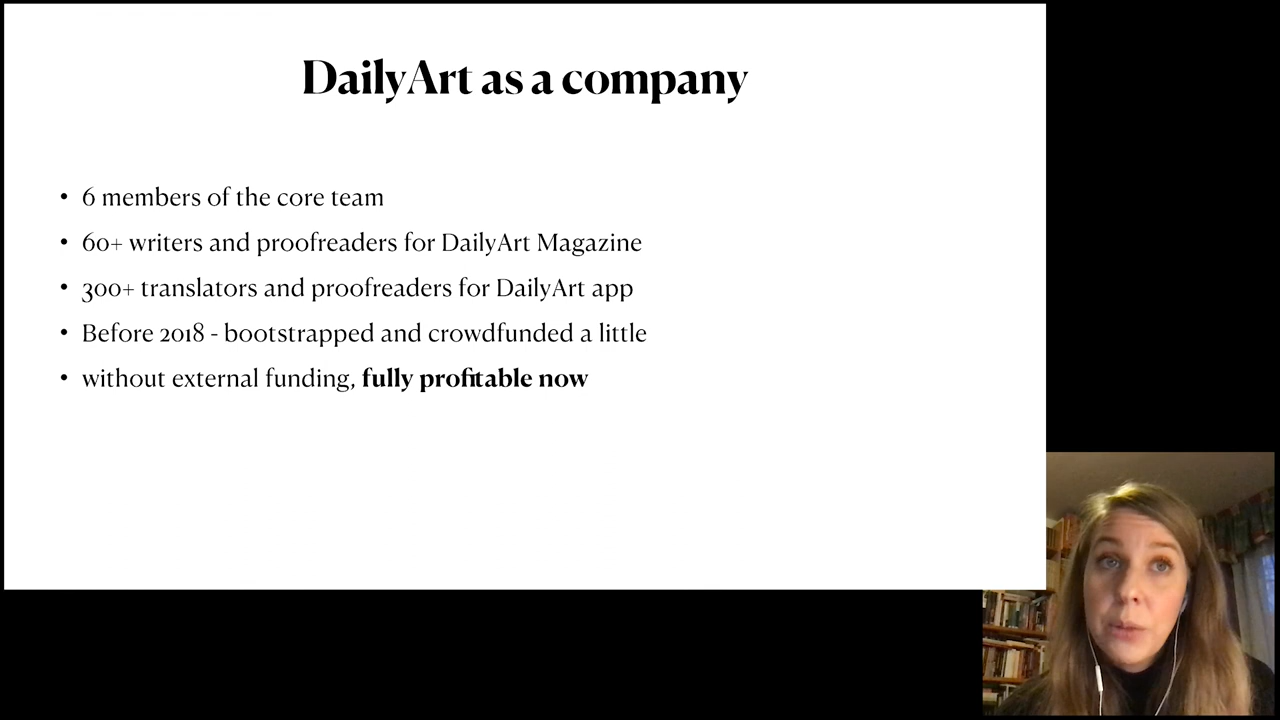 DailyArt as a company
• 6 members of the core team
• 60+ writers and proofreaders for DailyArt Magazine
• 300+ translators and proofreaders for DailyArt app
• Before 2018 - bootstrapped and crowdfunded a little
• without external funding, fully profitable now